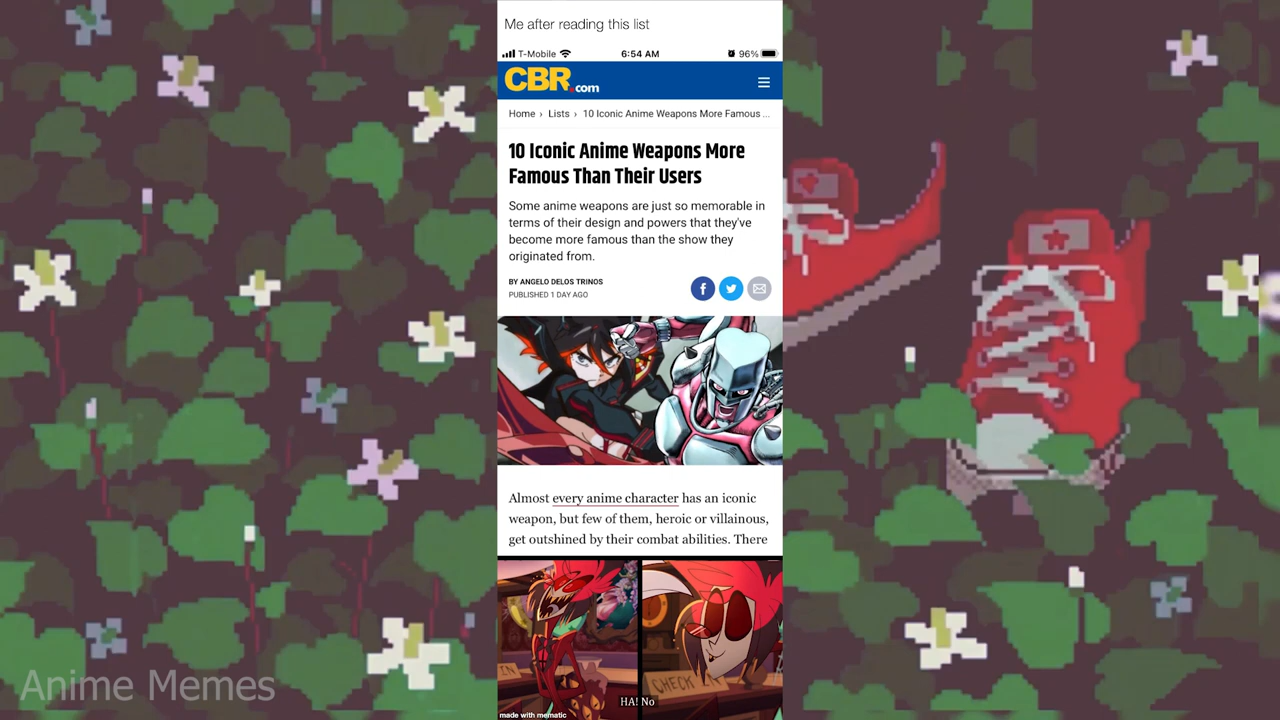 Me after reading this list
T-Mobile 6:54 AM 96%
CBR.com
Home › Lists › 10 Iconic Anime Weapons More Famous ...
10 Iconic Anime Weapons More
Famous Than Their Users
Some anime weapons are just so memorable in
terms of their design and powers that they've
become more famous than the show they
originated from.
BY ANGELO DELOS TRINOS
PUBLISHED 1 DAY AGO
Almost every anime character has an iconic
weapon, but few of them, heroic or villainous,
get outshined by their combat abilities. There
CHECK
HA! No
made with mematic
Anime Memes